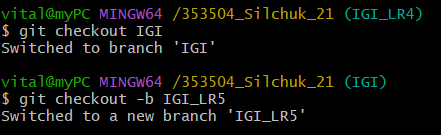 vital@myPC MINGW64 /353504_Silchuk_21 (IGI_LR4)
$ git checkout IGI
Switched to branch 'IGI'
vital@myPC MINGW64 /353504_Silchuk_21 (IGI)
$ git checkout -b IGI_LR5
Switched to a new branch 'IGI_LR5'